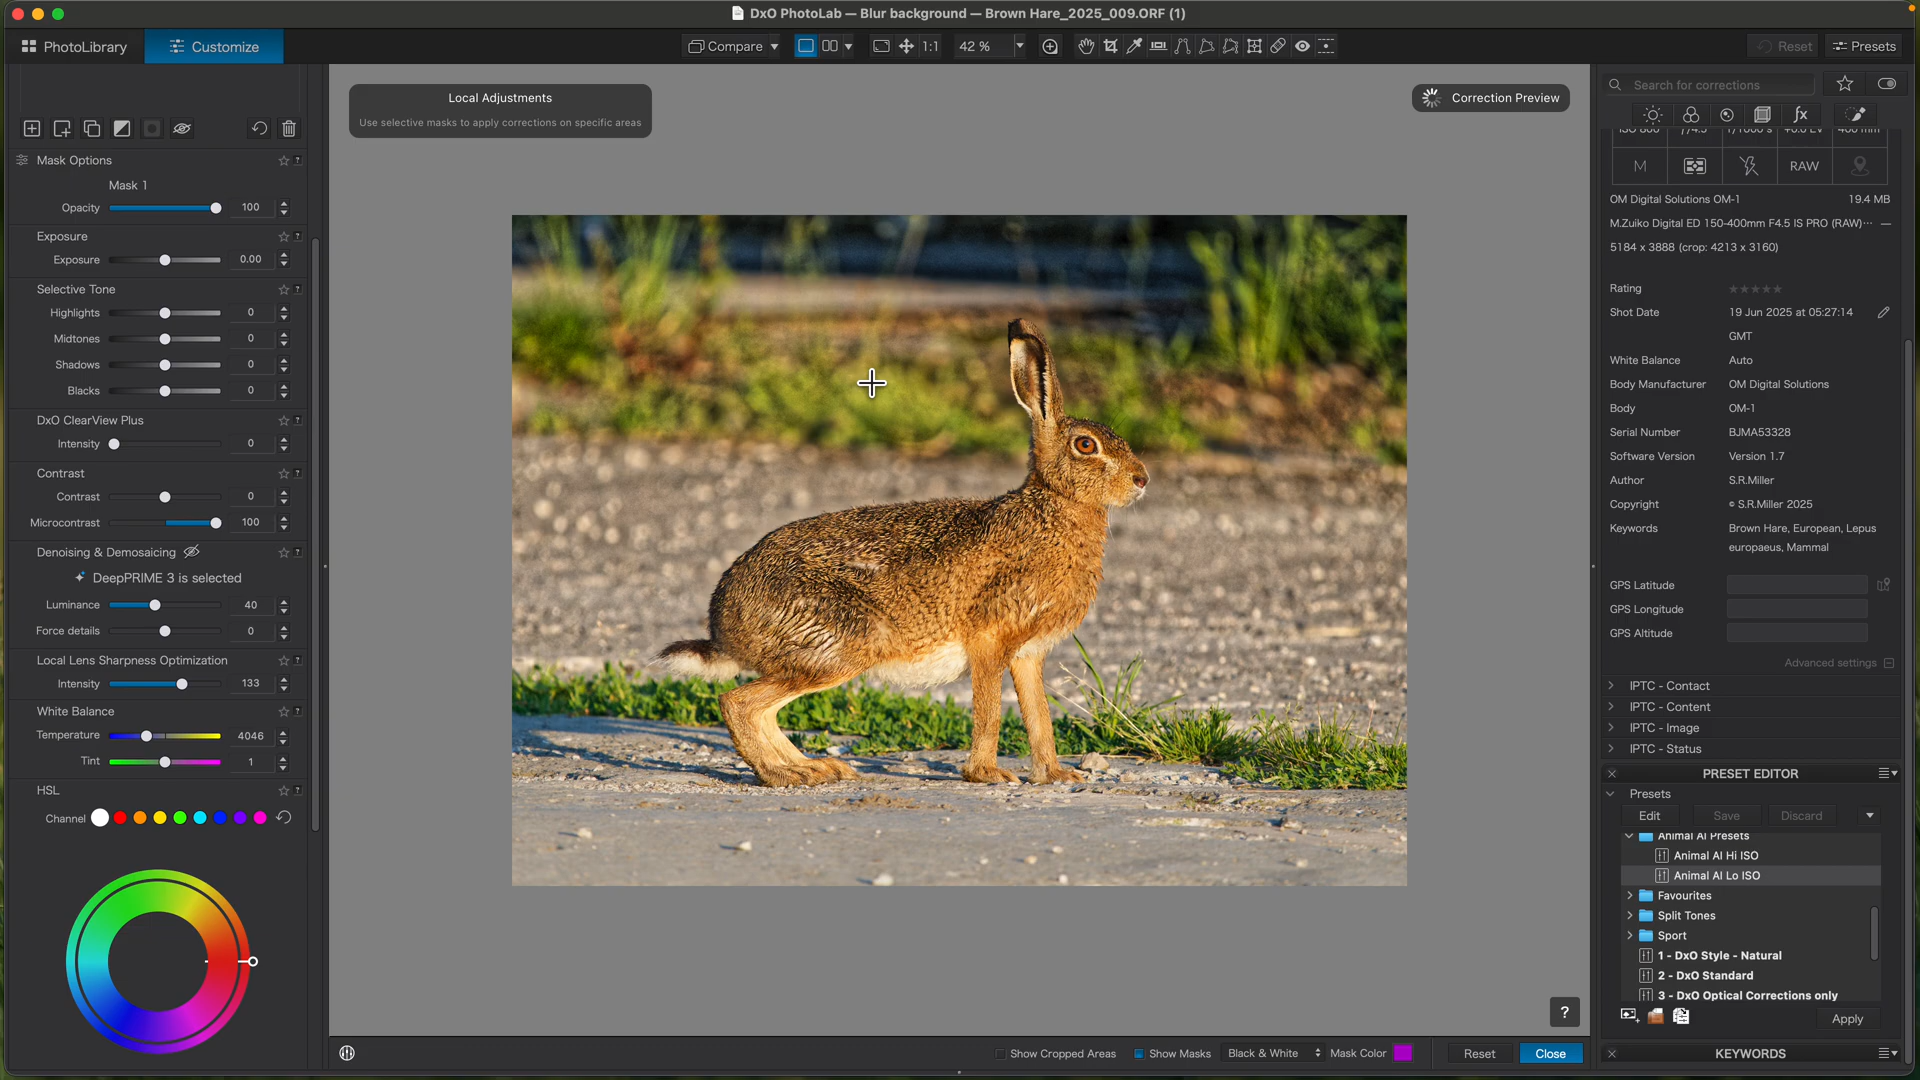 DxO PhotoLab — Blur background — Brown Hare_2025_009.ORF (1)
PhotoLibrary
Customize
Compare
1:1
42 %
Reset
Presets
Local Adjustments
Use selective masks to apply corrections on specific areas
Correction Preview
Mask Options
Mask 1
Opacity 100
Exposure
Exposure 0.00
Selective Tone
Highlights 0
Midtones 0
Shadows 0
Blacks 0
DxO ClearView Plus
Intensity 0
Contrast
Contrast 0
Microcontrast 100
Denoising & Demosaicing
DeepPRIME 3 is selected
Luminance 40
Force details 0
Local Lens Sharpness Optimization
Intensity 133
White Balance
Temperature 4046
Tint 1
HSL
Channel
?
Show Cropped Areas
Show Masks
Black & White
Mask Color
Reset
Close
Search for corrections
fx
ISO 800 f/4.5 1/1000 s +0.0 EV 400 mm
M RAW
OM Digital Solutions OM-1 19.4 MB
M.Zuiko Digital ED 150-400mm F4.5 IS PRO (RAW)··· —
5184 x 3888 (crop: 4213 x 3160)
Rating
Shot Date 19 Jun 2025 at 05:27:14
GMT
White Balance Auto
Body Manufacturer OM Digital Solutions
Body OM-1
Serial Number BJMA53328
Software Version Version 1.7
Author S.R.Miller
Copyright © S.R.Miller 2025
Keywords Brown Hare, European, Lepus
europaeus, Mammal
GPS Latitude
GPS Longitude
GPS Altitude
Advanced settings
IPTC - Contact
IPTC - Content
IPTC - Image
IPTC - Status
PRESET EDITOR
Presets
Edit Save Discard
Animal AI Presets
Animal AI Hi ISO
Animal AI Lo ISO
Favourites
Split Tones
Sport
1 - DxO Style - Natural
2 - DxO Standard
3 - DxO Optical Corrections only
Apply
KEYWORDS